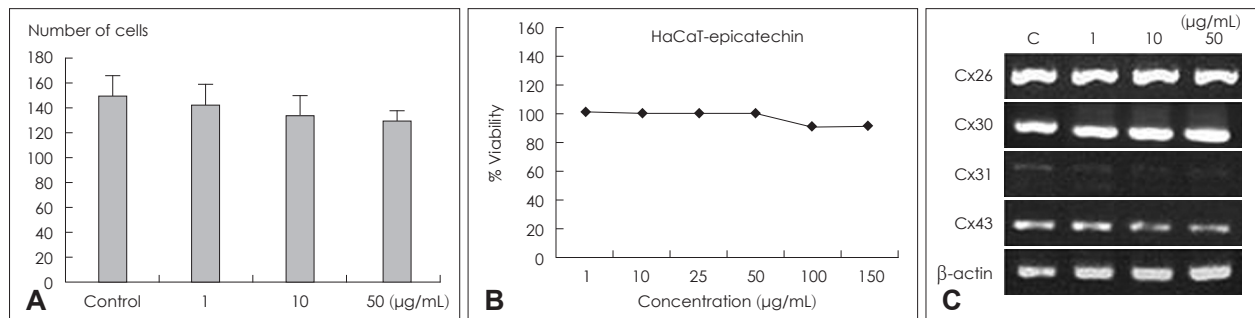 Number of cells
180
160
140
120
100
80
60
40
20
0
Control 1 10 50 (μg/mL)
A
160
140
120
100
80
60
40
20
0
% Viability
HaCaT-epicatechin
1 10 25 50 100 150
Concentration (μg/mL)
B
(μg/mL)
C 1 10 50
Cx26
Cx30
Cx31
Cx43
β-actin
C